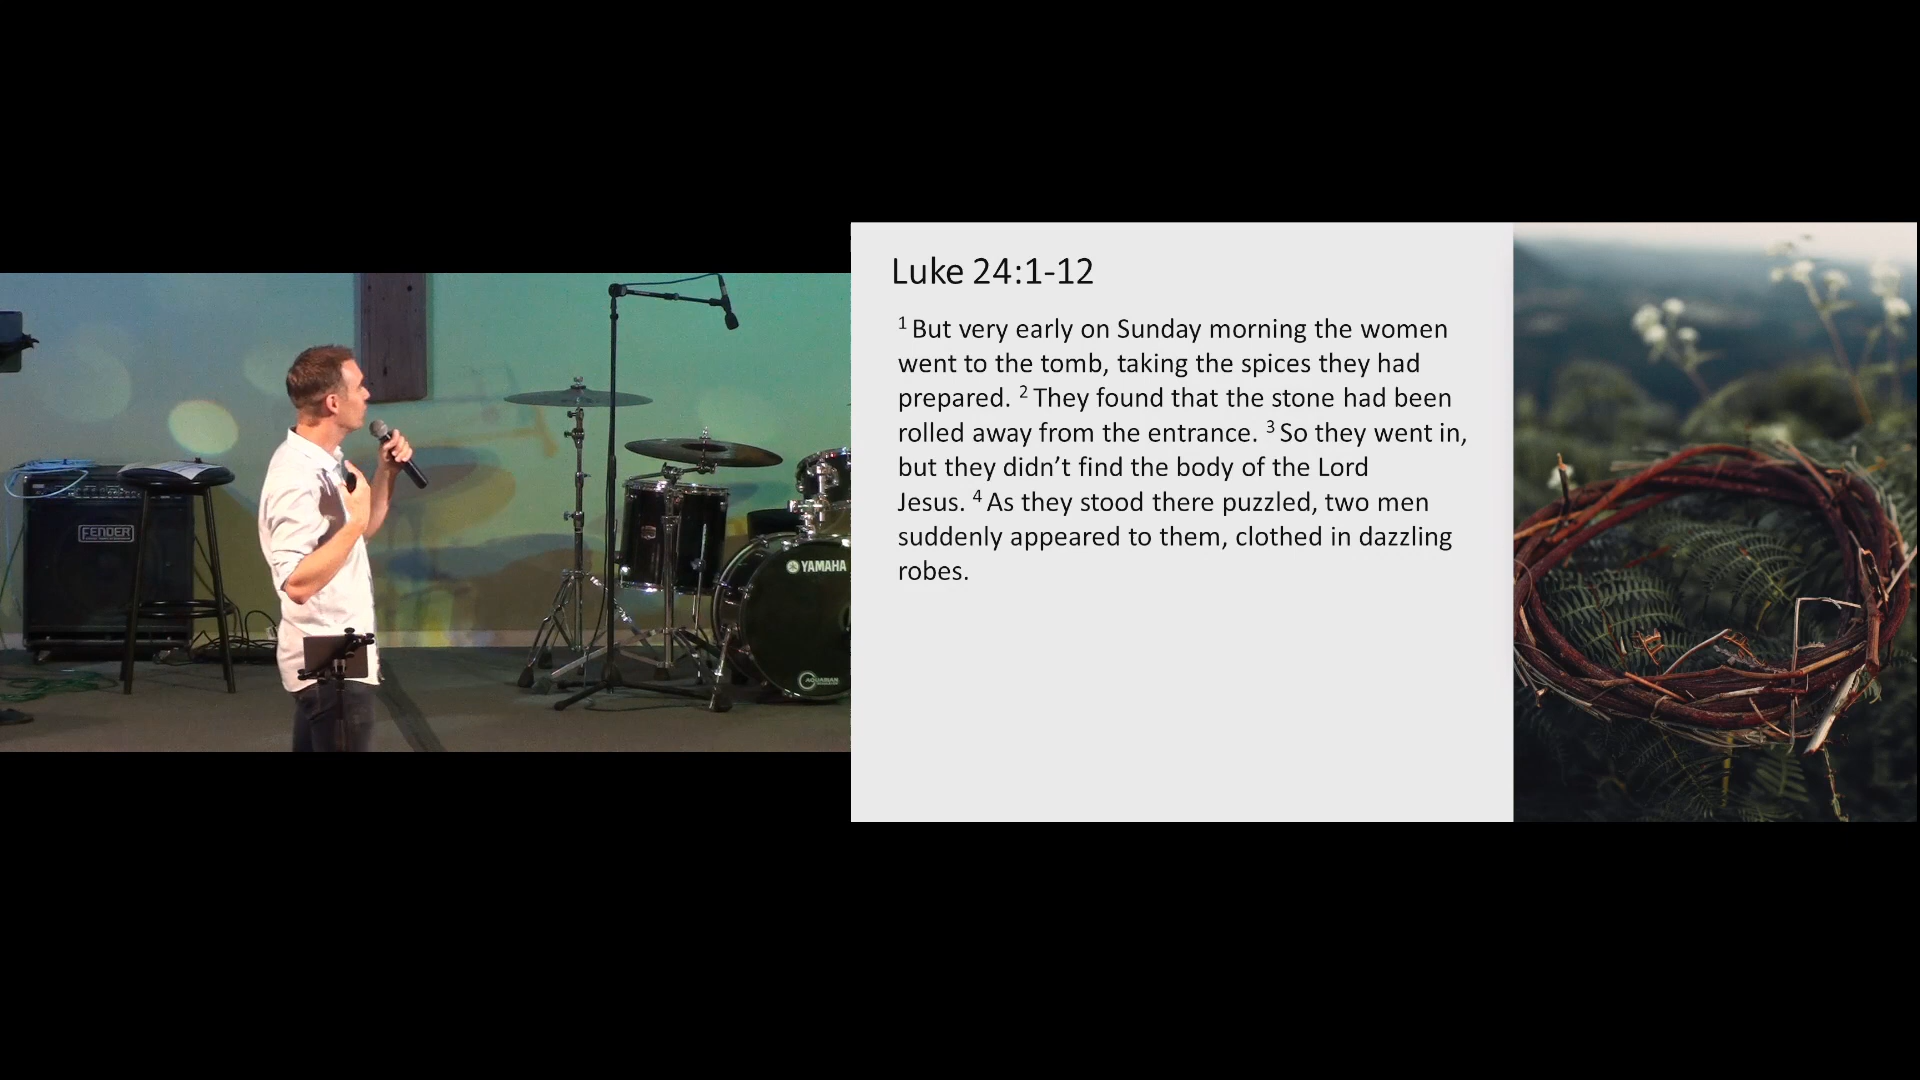 Luke 24:1-12
1 But very early on Sunday morning the women
went to the tomb, taking the spices they had
prepared. 2 They found that the stone had been
rolled away from the entrance. 3 So they went in,
but they didn’t find the body of the Lord
Jesus. 4 As they stood there puzzled, two men
suddenly appeared to them, clothed in dazzling
robes.
FENDER
YAMAHA
AQUARIAN